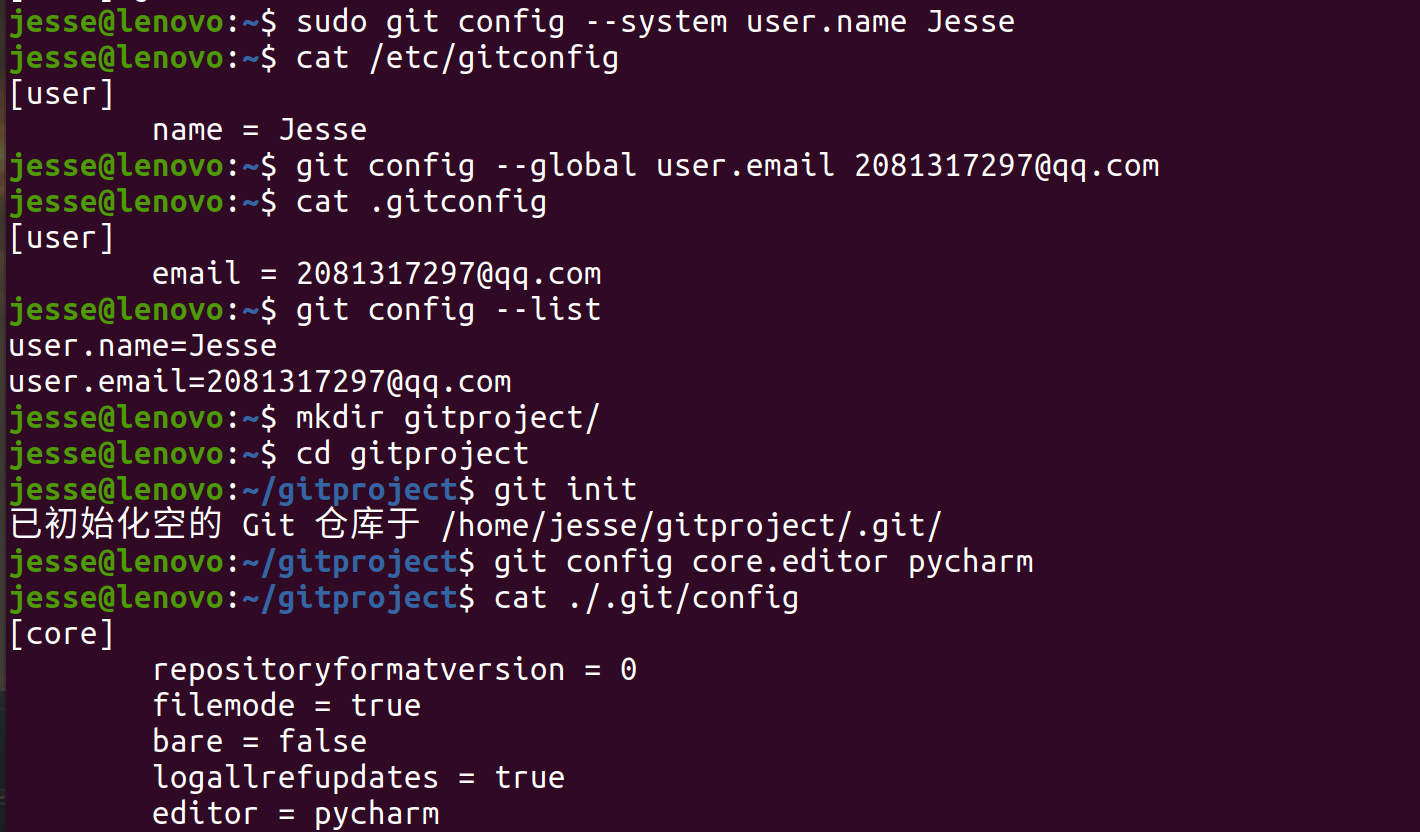 jesse@lenovo:~$ sudo git config --system user.name Jesse
jesse@lenovo:~$ cat /etc/gitconfig
[user]
        name = Jesse
jesse@lenovo:~$ git config --global user.email 2081317297@qq.com
jesse@lenovo:~$ cat .gitconfig
[user]
        email = 2081317297@qq.com
jesse@lenovo:~$ git config --list
user.name=Jesse
user.email=2081317297@qq.com
jesse@lenovo:~$ mkdir gitproject/
jesse@lenovo:~$ cd gitproject
jesse@lenovo:~/gitproject$ git init
已初始化空的 Git 仓库于 /home/jesse/gitproject/.git/
jesse@lenovo:~/gitproject$ git config core.editor pycharm
jesse@lenovo:~/gitproject$ cat ./.git/config
[core]
        repositoryformatversion = 0
        filemode = true
        bare = false
        logallrefupdates = true
        editor = pycharm